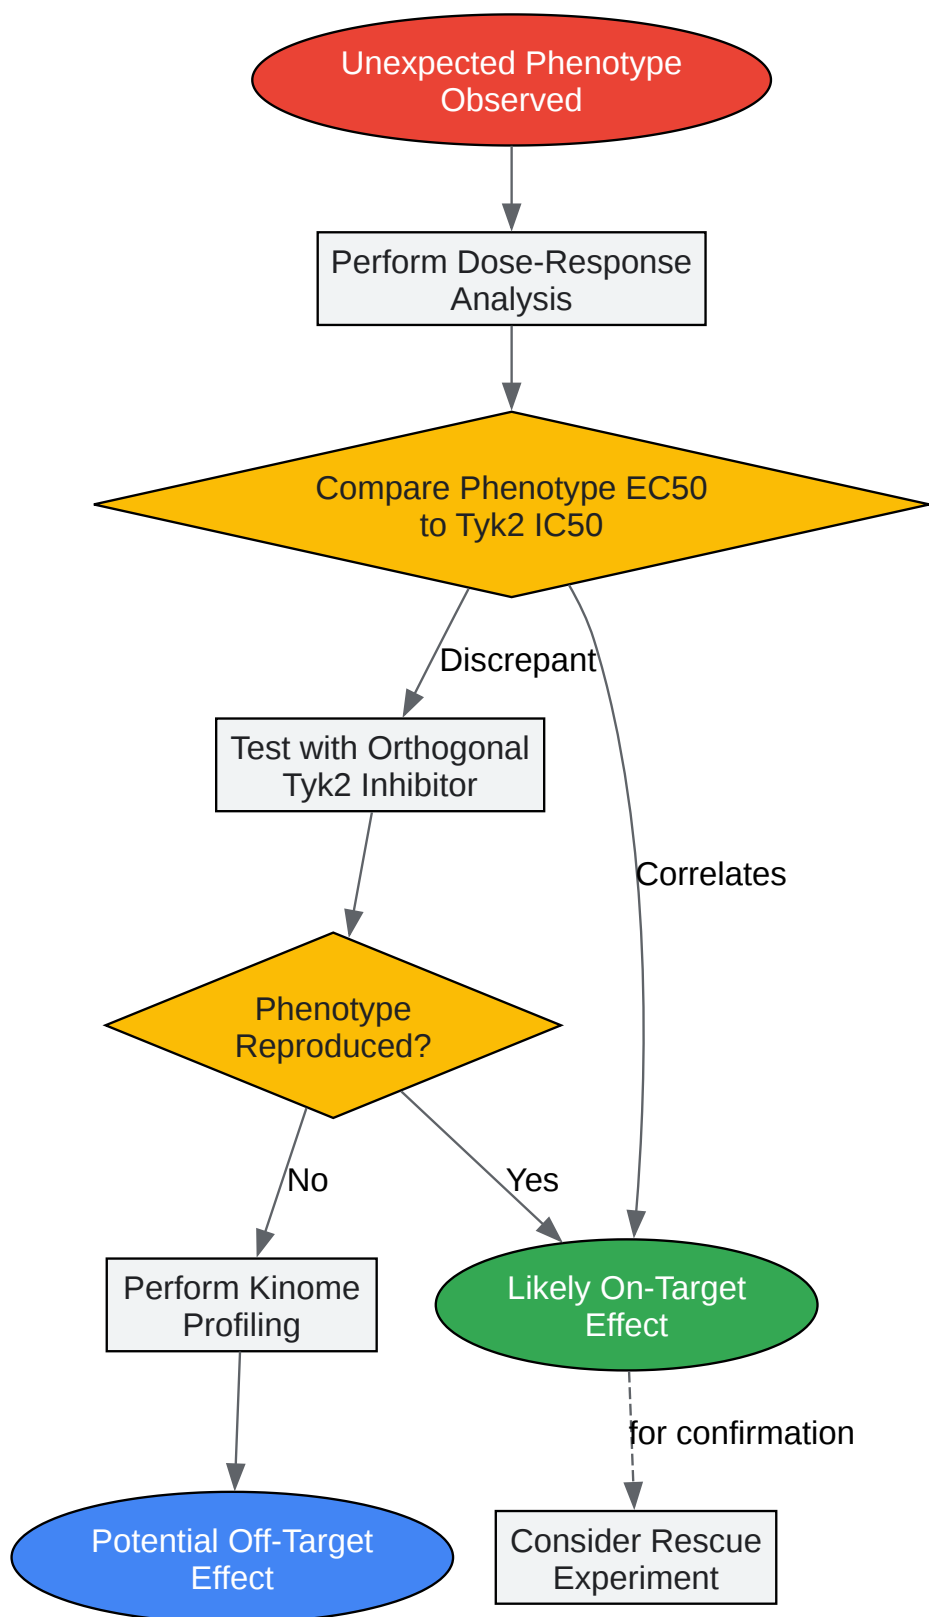 Unexpected Phenotype
Observed
Perform Dose-Response
Analysis
Compare Phenotype EC50
to Tyk2 IC50
Discrepant
Test with Orthogonal
Tyk2 Inhibitor
Correlates
Phenotype
Reproduced?
No
Yes
Perform Kinome
Profiling
Likely On-Target
Effect
for confirmation
Potential Off-Target
Effect
Consider Rescue
Experiment